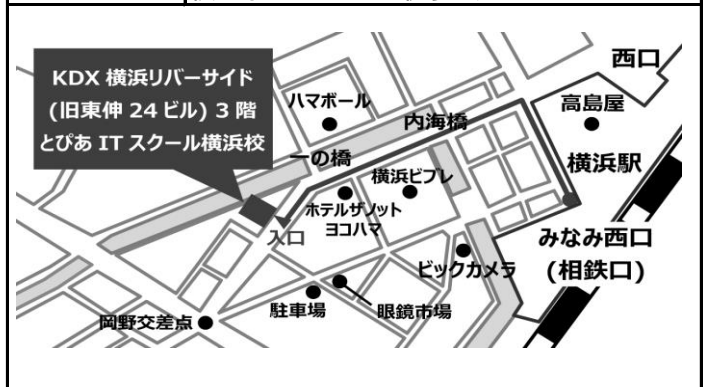 KDX 横浜リバーサイド
(旧東伸 24 ビル) 3 階
とぴあ IT スクール横浜校
西口
ハマボール
高島屋
内海橋
一の橋
横浜駅
横浜ビブレ
ホテルザノット
ヨコハマ
入口
みなみ西口
(相鉄口)
ビックカメラ
駐車場
眼鏡市場
岡野交差点